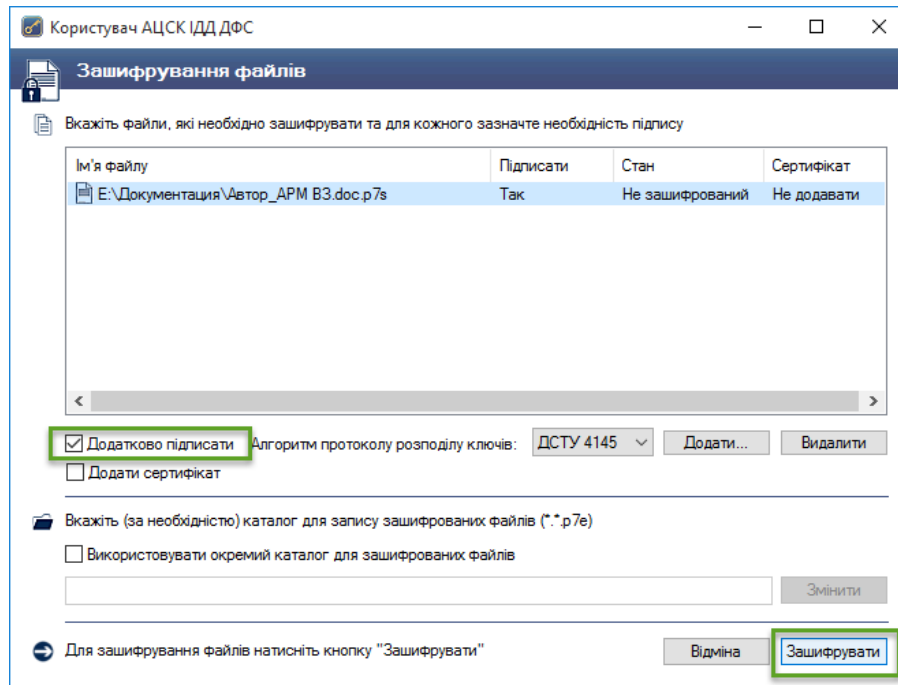 Користувач АЦСК ІДД ДФС
Зашифрування файлів
Вкажіть файли, які необхідно зашифрувати та для кожного зазначте необхідність підпису
Ім'я файлу Підписати Стан Сертифікат
E:\Документация\Автор_АРМ ВЗ.doc.p7s Так Не зашифрований Не додавати
Додатково підписати Алгоритм протоколу розподілу ключів: ДСТУ 4145 Додати... Видалити
Додати сертифікат
Вкажіть (за необхідністю) каталог для запису зашифрованих файлів (*.*.p7e)
Використовувати окремий каталог для зашифрованих файлів
Змінити
Для зашифрування файлів натисніть кнопку "Зашифрувати" Відміна Зашифрувати